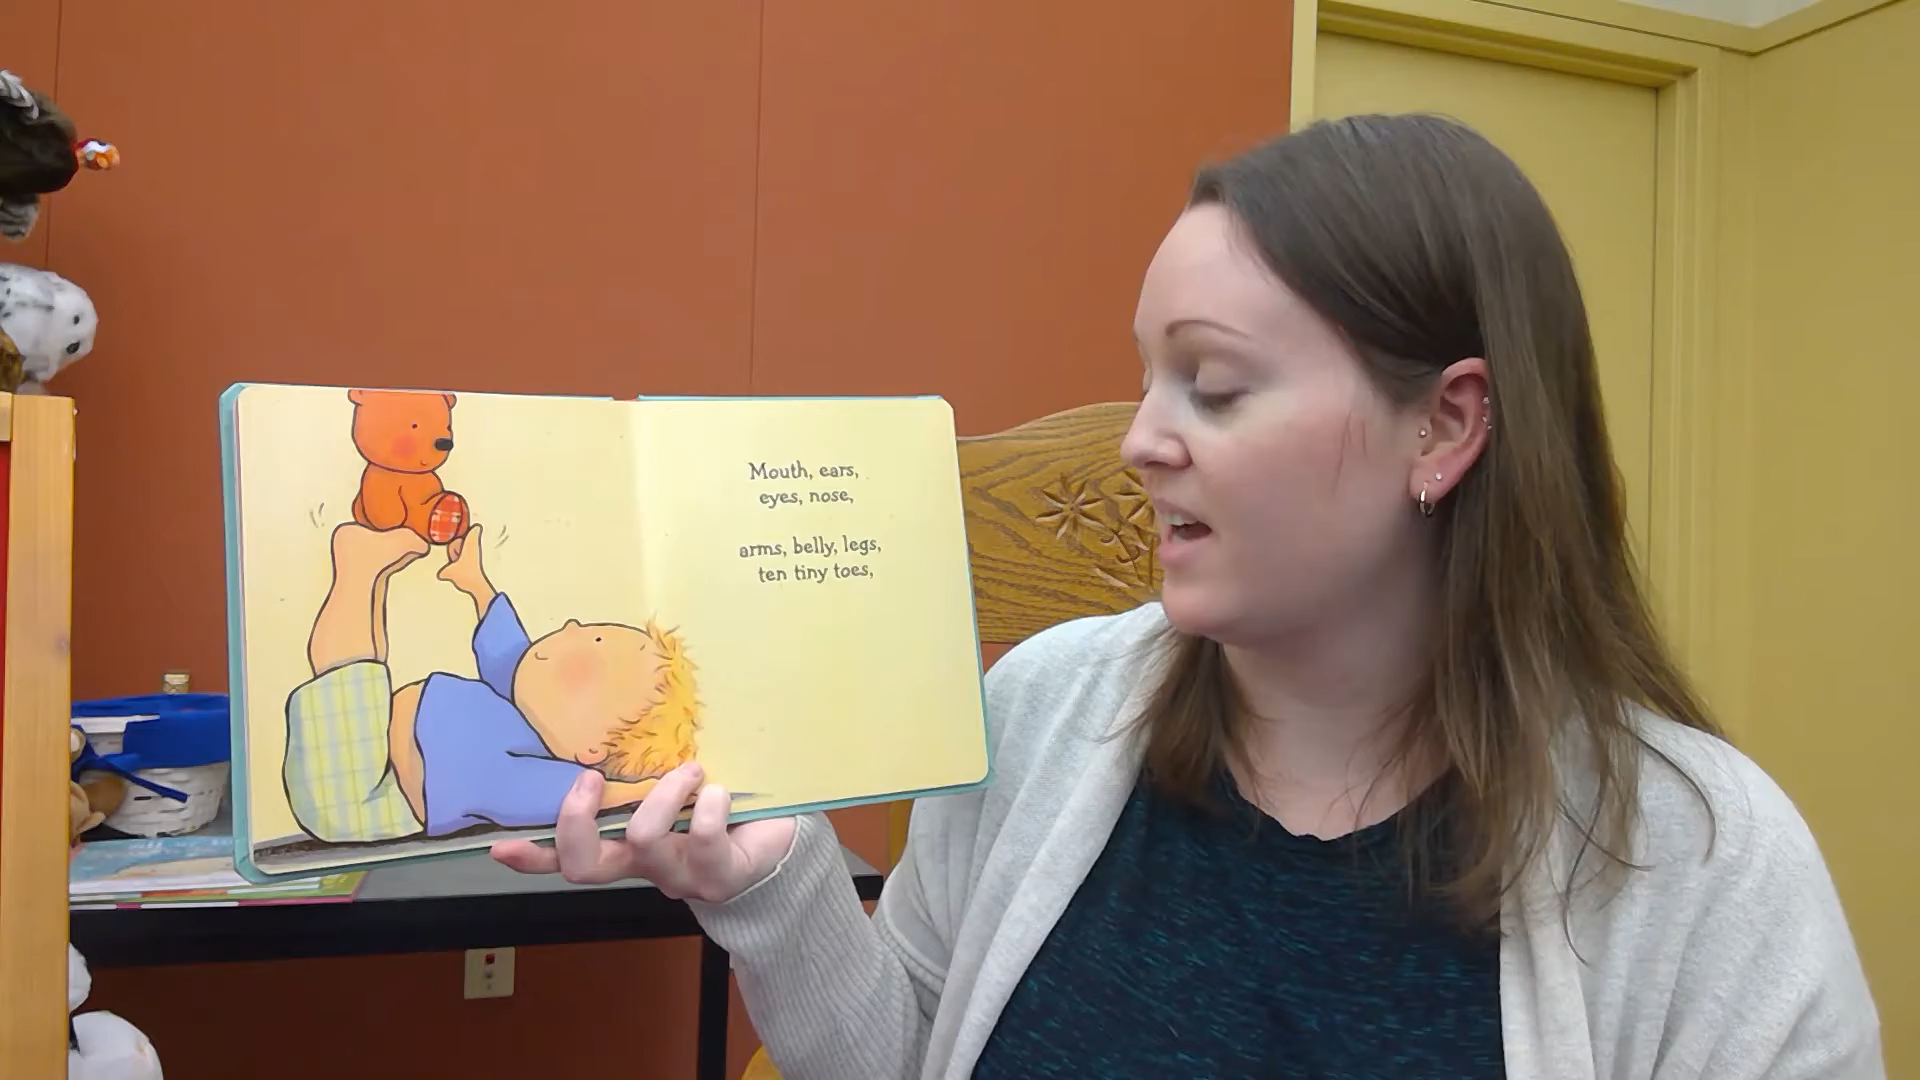 Mouth, ears,
eyes, nose,
arms, belly, legs,
ten tiny toes,